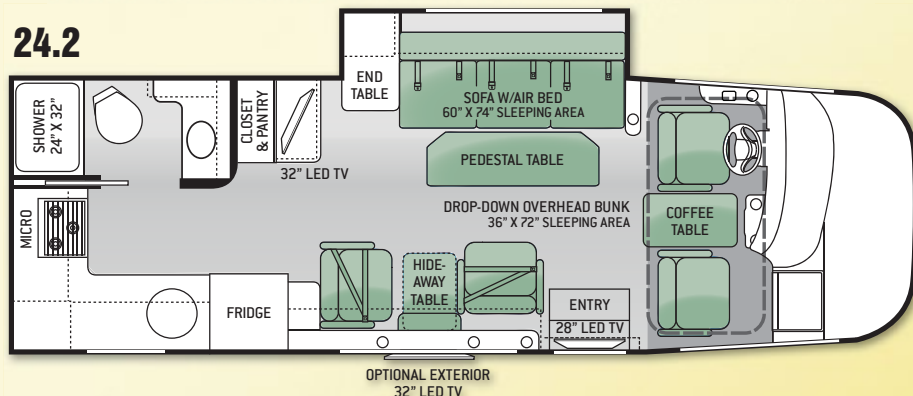 24.2
SHOWER
24" X 32"
CLOSET
& PANTRY
32" LED TV
END
TABLE
SOFA W/AIR BED
60" X 74" SLEEPING AREA
PEDESTAL TABLE
DROP-DOWN OVERHEAD BUNK
36" X 72" SLEEPING AREA
COFFEE
TABLE
MICRO
FRIDGE
HIDE-
AWAY
TABLE
ENTRY
28" LED TV
OPTIONAL EXTERIOR
32" LED TV